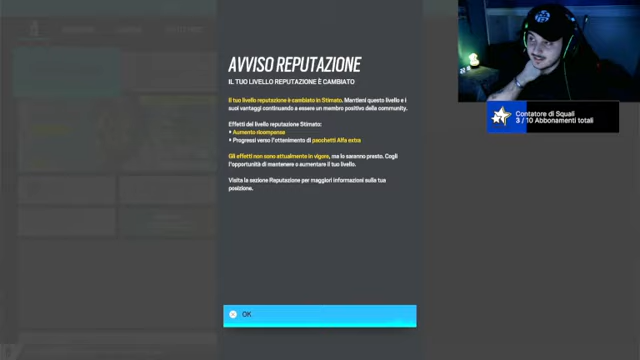 AVVISO REPUTAZIONE
IL TUO LIVELLO REPUTAZIONE È CAMBIATO
Il tuo livello reputazione è cambiato in Stimato. Mantieni questo livello e i
suoi vantaggi continuando a essere un membro positivo della community.
Effetti del livello reputazione Stimato:
• Aumento ricompense
• Progressi verso l'ottenimento di pacchetti Alfa extra
Gli effetti non sono attualmente in vigore, ma lo saranno presto. Cogli
l'opportunità di mantenere o aumentare il tuo livello.
Visita la sezione Reputazione per maggiori informazioni sulla tua
posizione.
OK
Contatore di Squali
3 / 10 Abbonamenti totali